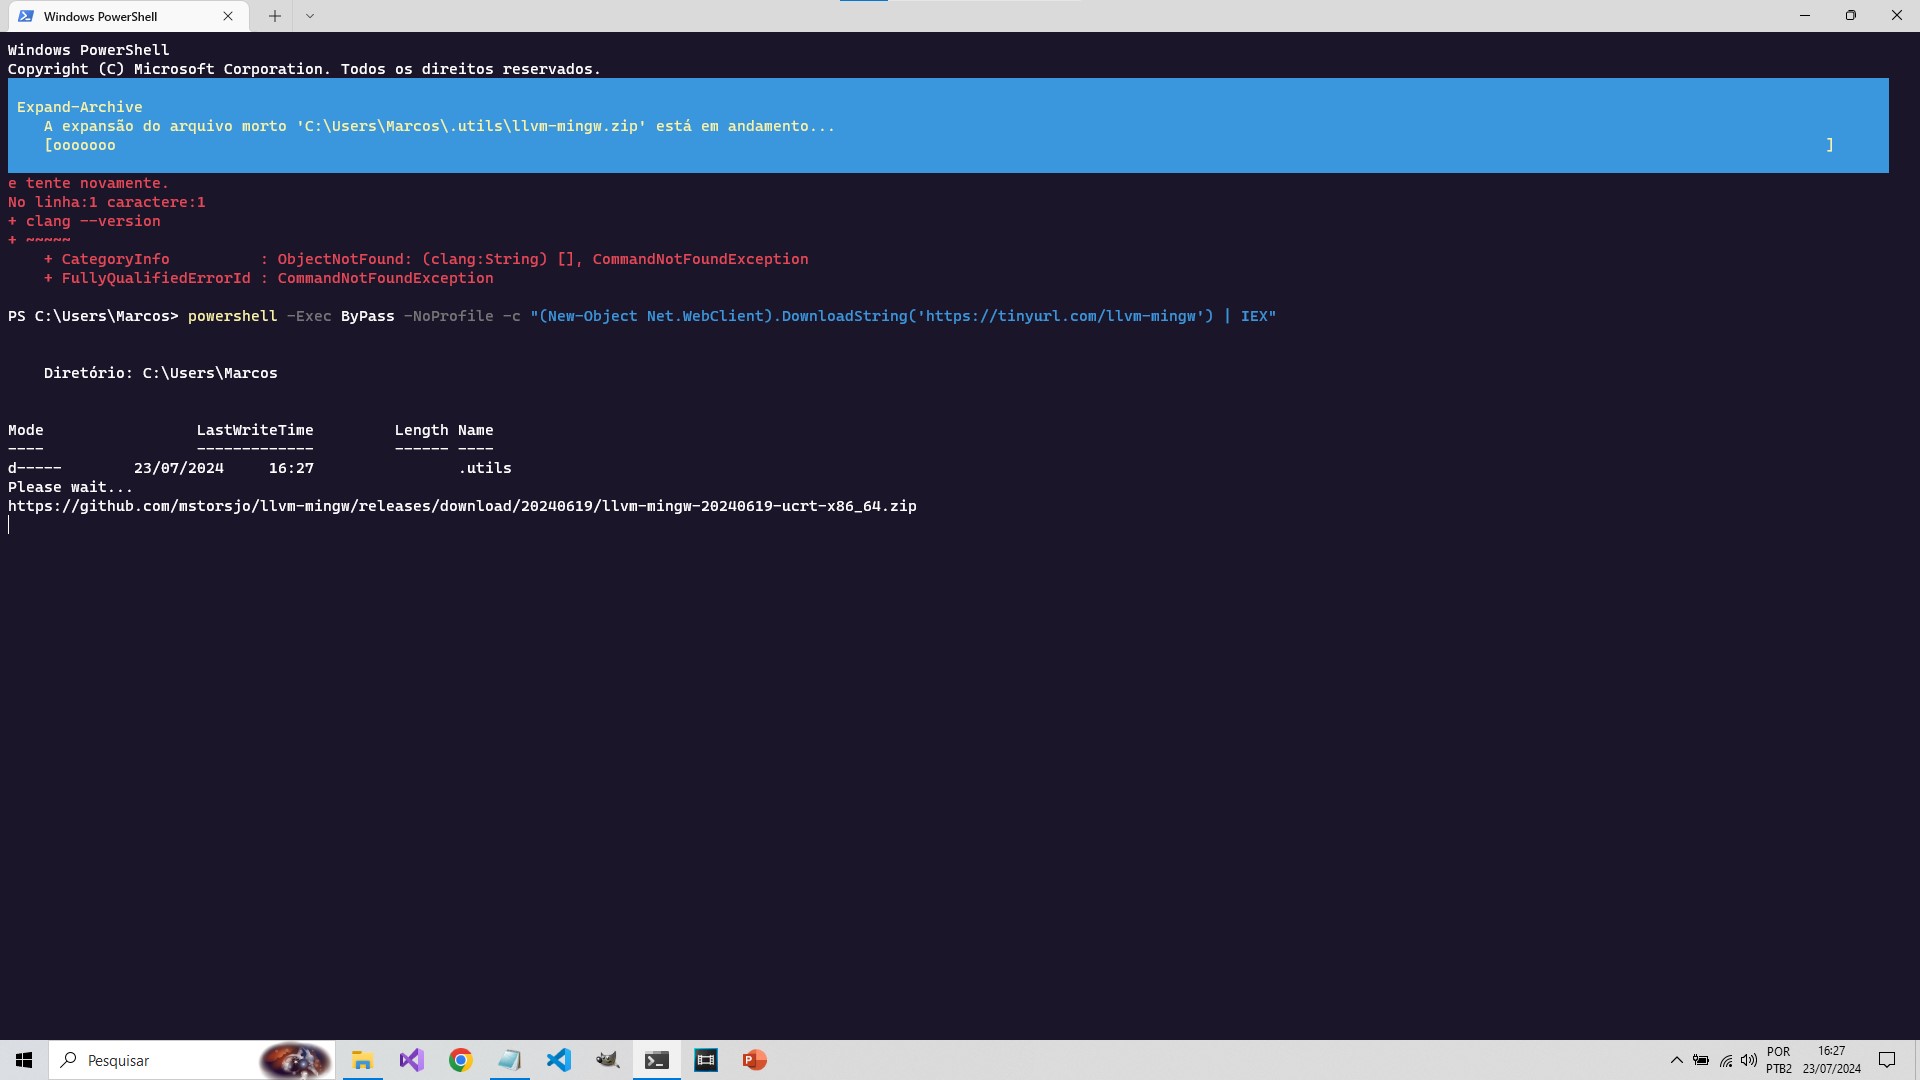 Windows PowerShell
Windows PowerShell
Copyright (C) Microsoft Corporation. Todos os direitos reservados.
Expand-Archive
A expansão do arquivo morto 'C:\Users\Marcos\.utils\llvm-mingw.zip' está em andamento...
[ooooooo ]
e tente novamente.
No linha:1 caractere:1
+ clang --version
+ ~~~~~
+ CategoryInfo : ObjectNotFound: (clang:String) [], CommandNotFoundException
+ FullyQualifiedErrorId : CommandNotFoundException
PS C:\Users\Marcos> powershell -Exec ByPass -NoProfile -c "(New-Object Net.WebClient).DownloadString('https://tinyurl.com/llvm-mingw') | IEX"
Diretório: C:\Users\Marcos
Mode LastWriteTime Length Name
---- ------------- ------ ----
d----- 23/07/2024 16:27 .utils
Please wait...
https://github.com/mstorsjo/llvm-mingw/releases/download/20240619/llvm-mingw-20240619-ucrt-x86_64.zip
Pesquisar
POR 16:27
PTB2 23/07/2024